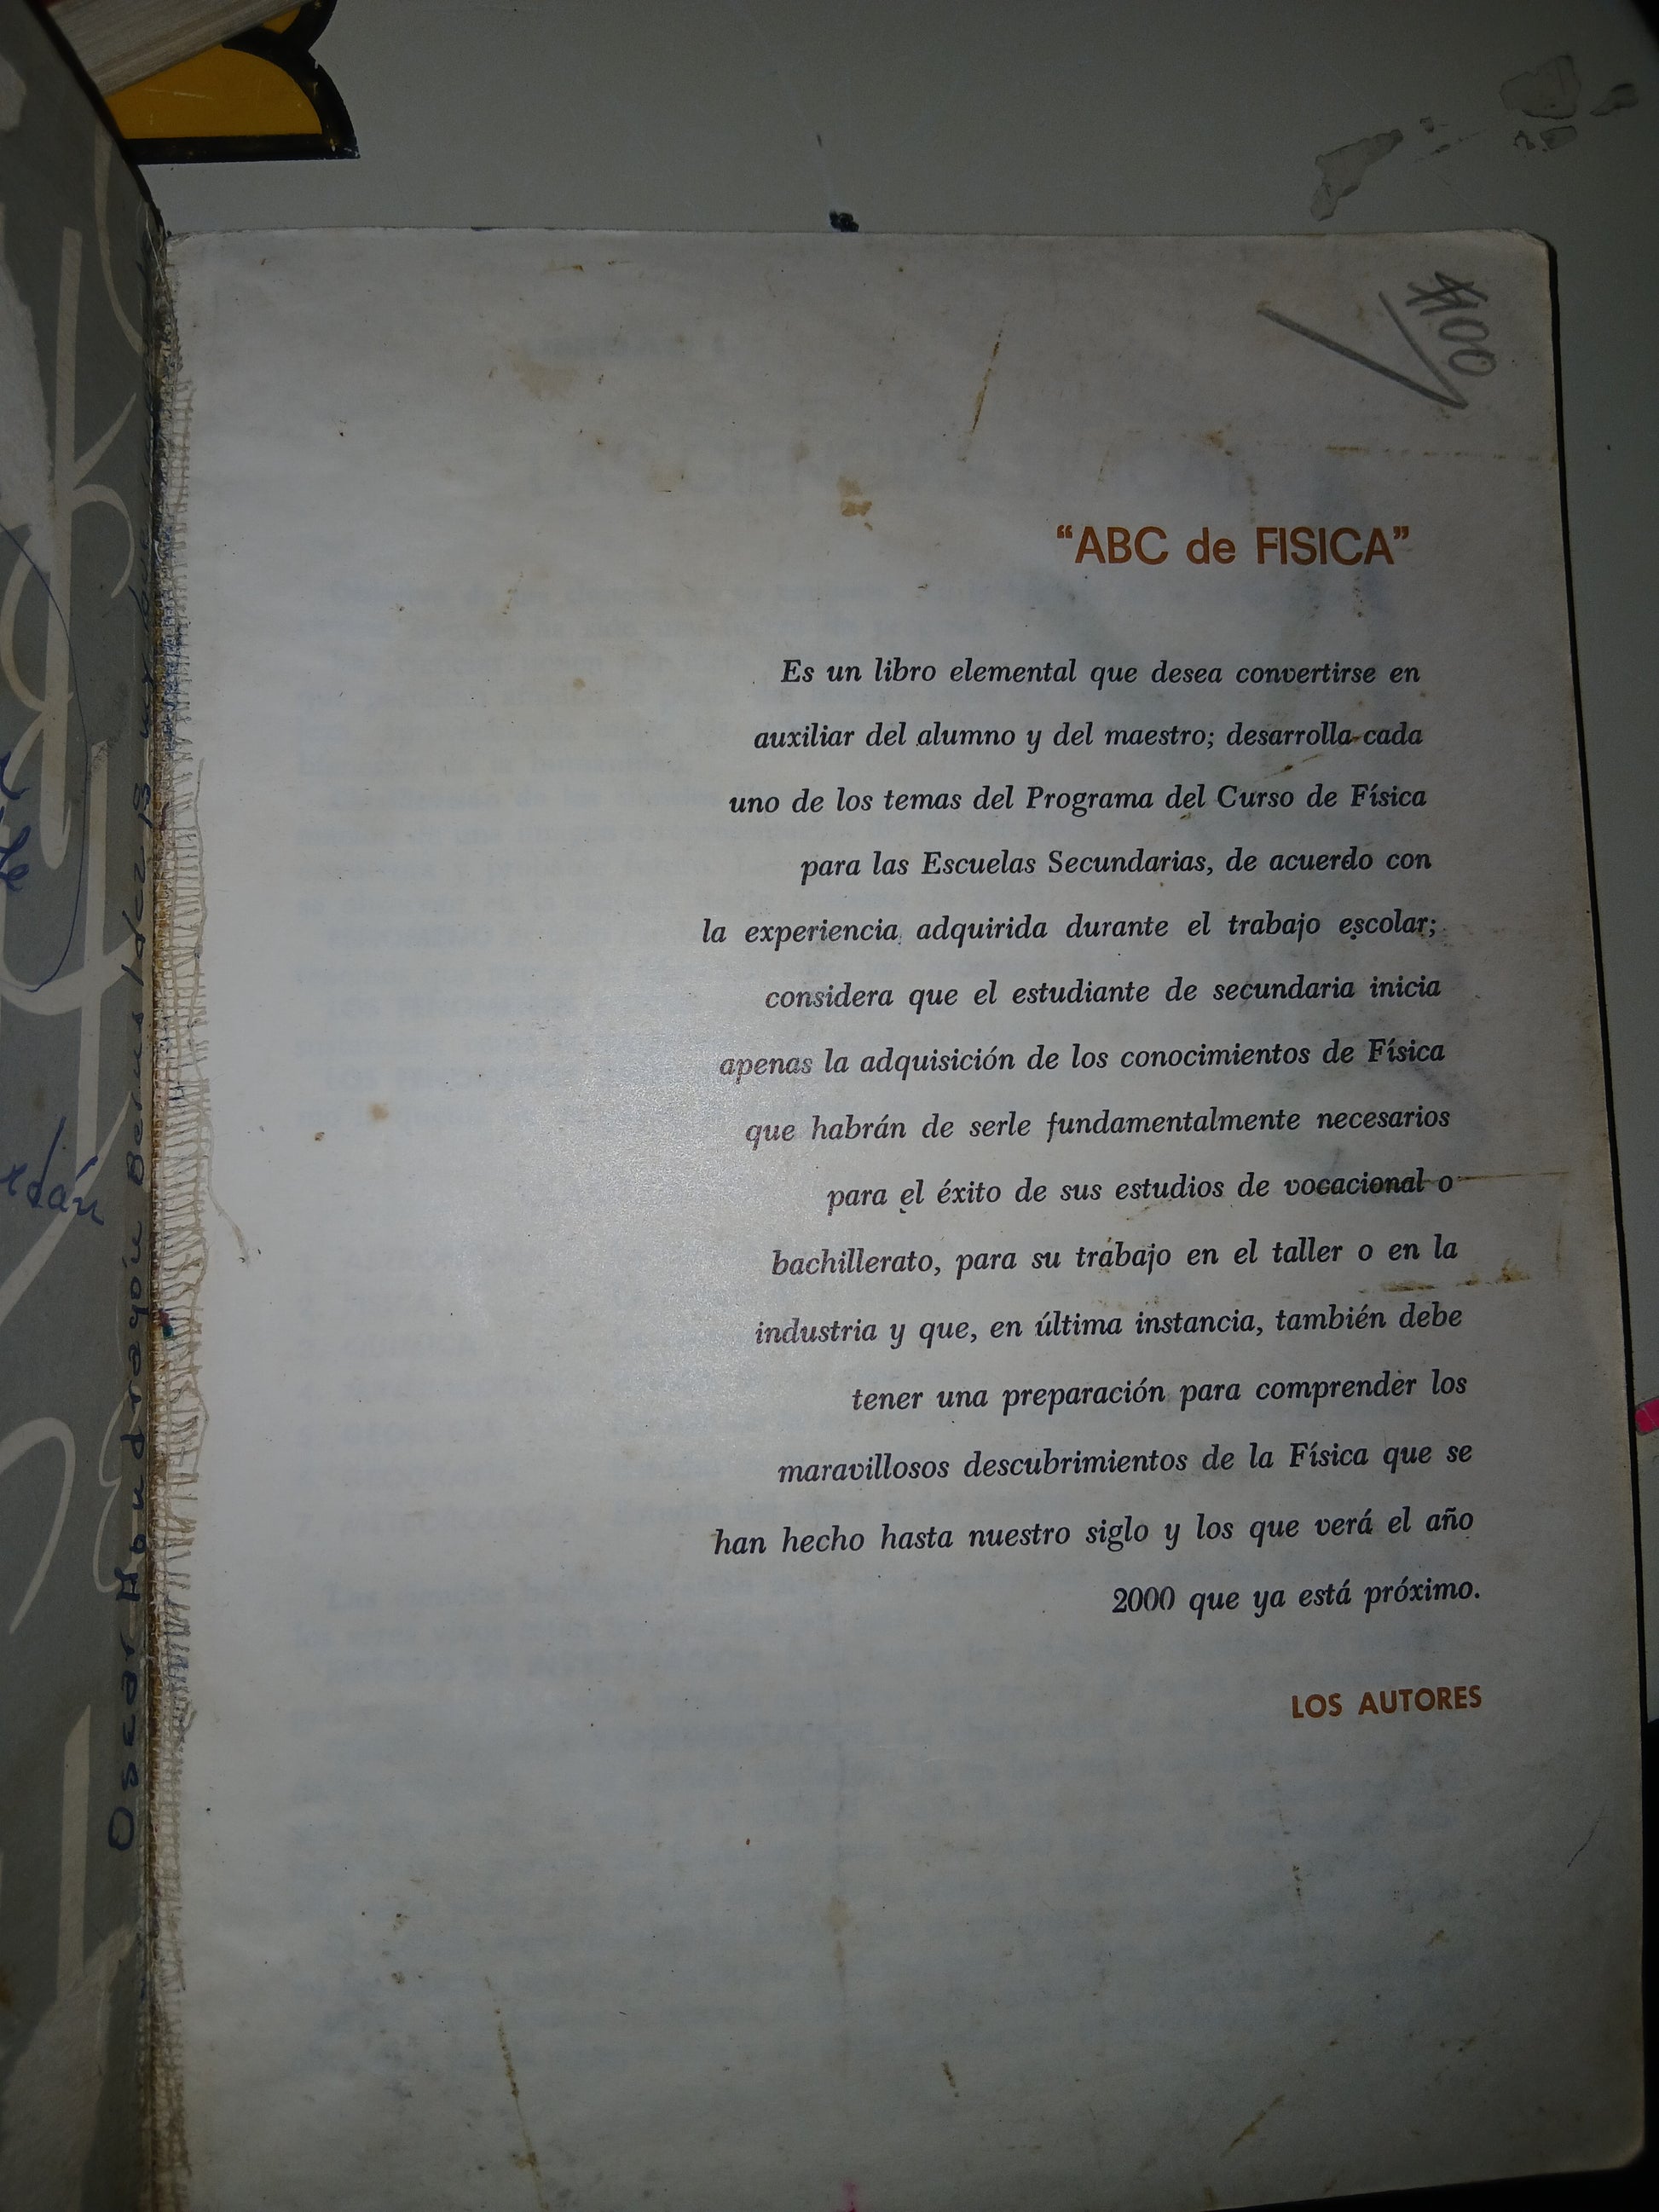 $100
“ABC de FISICA”
Es un libro elemental que desea convertirse en
auxiliar del alumno y del maestro; desarrolla cada
uno de los temas del Programa del Curso de Física
para las Escuelas Secundarias, de acuerdo con
la experiencia adquirida durante el trabajo escolar;
considera que el estudiante de secundaria inicia
apenas la adquisición de los conocimientos de Física
que habrán de serle fundamentalmente necesarios
para el éxito de sus estudios de vocacional o
bachillerato, para su trabajo en el taller o en la
industria y que, en última instancia, también debe
tener una preparación para comprender los
maravillosos descubrimientos de la Física que se
han hecho hasta nuestro siglo y los que verá el año
2000 que ya está próximo.
LOS AUTORES
Oscar Mondragón